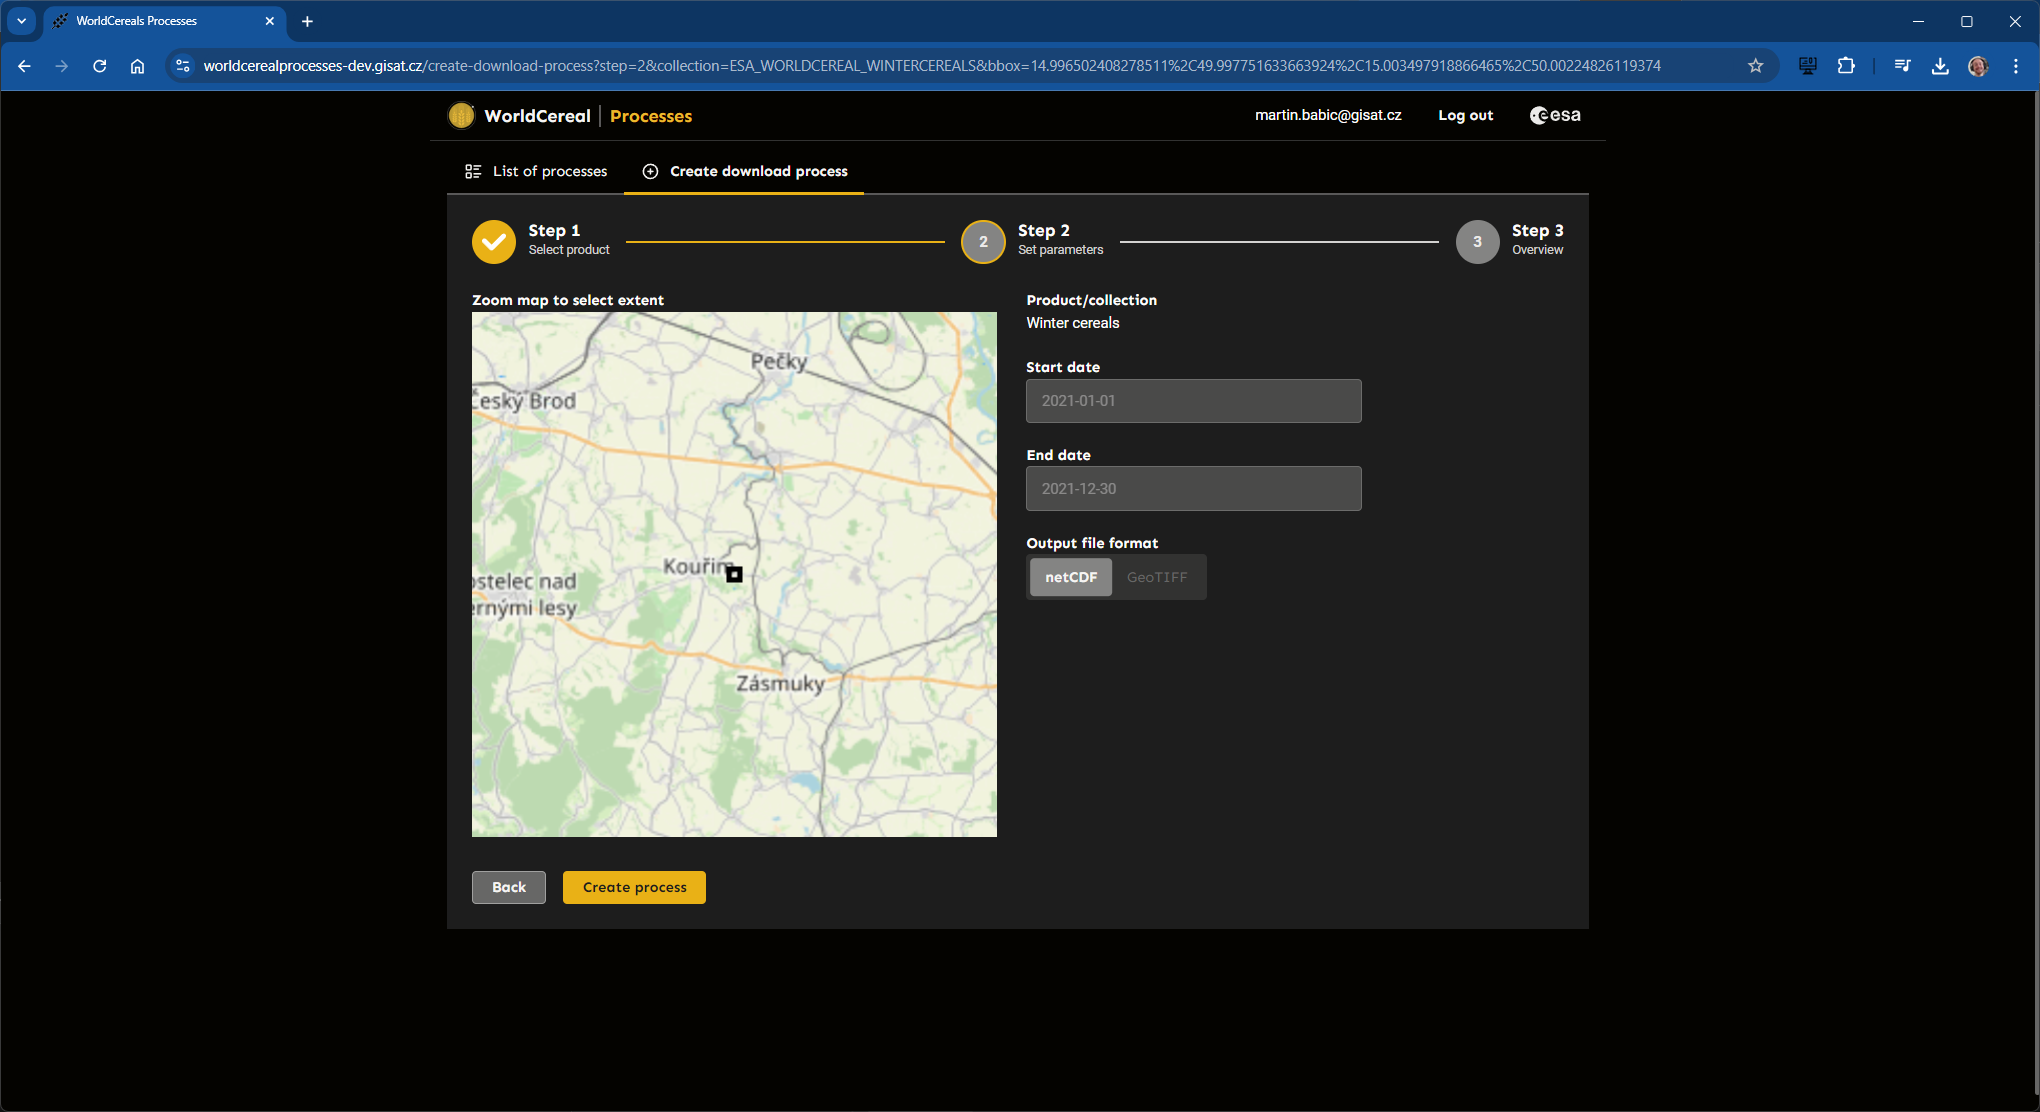 WorldCereals Processes
worldcerealprocesses-dev.gisat.cz/create-download-process?step=2&collection=ESA_WORLDCEREAL_WINTERCEREALS&bbox=14.996502408278511%2C49.997751633663924%2C15.003497918866465%2C50.00224826119374
WorldCereal | Processes
martin.babic@gisat.cz
Log out
esa
List of processes
Create download process
Step 1
Select product
2
Step 2
Set parameters
3
Step 3
Overview
Zoom map to select extent
Pečky
Český Brod
Kouřim
ostelec nad
ernými lesy
Zásmuky
Product/collection
Winter cereals
Start date
2021-01-01
End date
2021-12-30
Output file format
netCDF
GeoTIFF
Back
Create process